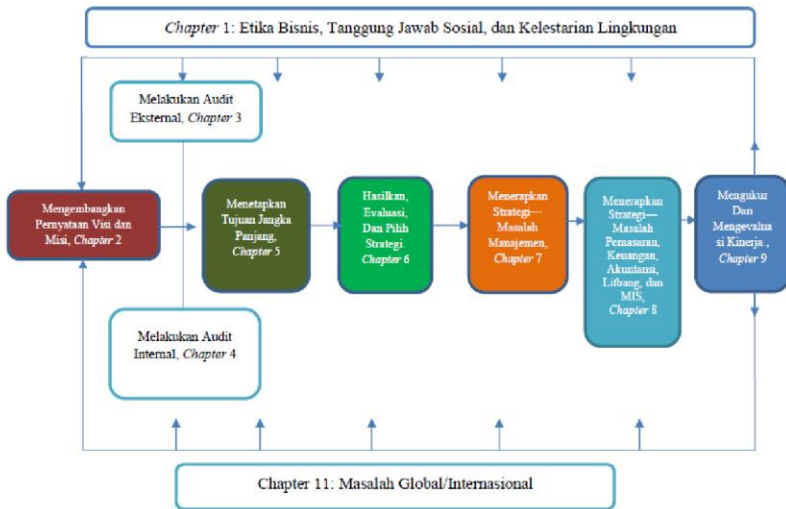 Chapter 1: Etika Bisnis, Tanggung Jawab Sosial, dan Kelestarian Lingkungan
Melakukan Audit
Eksternal, Chapter 3
Mengembangkan
Pernyataan Visi dan
Misi, Chapter 2
Menetapkan
Tujuan Jangka
Panjang,
Chapter 5
Hasilkan,
Evaluasi,
Dan Pilih
Strategi.
Chapter 6
Menerapkan
Strategi—
Masalah
Manajemen,
Chapter 7
Menerapkan
Strategi—
Masalah
Pemasaran,
Keuangan,
Akuntansi,
Litbang, dan
MIS,
Chapter 8
Mengukur
Dan
Mengevalua
si Kinerja ,
Chapter 9
Melakukan Audit
Internal, Chapter 4
Chapter 11: Masalah Global/Internasional